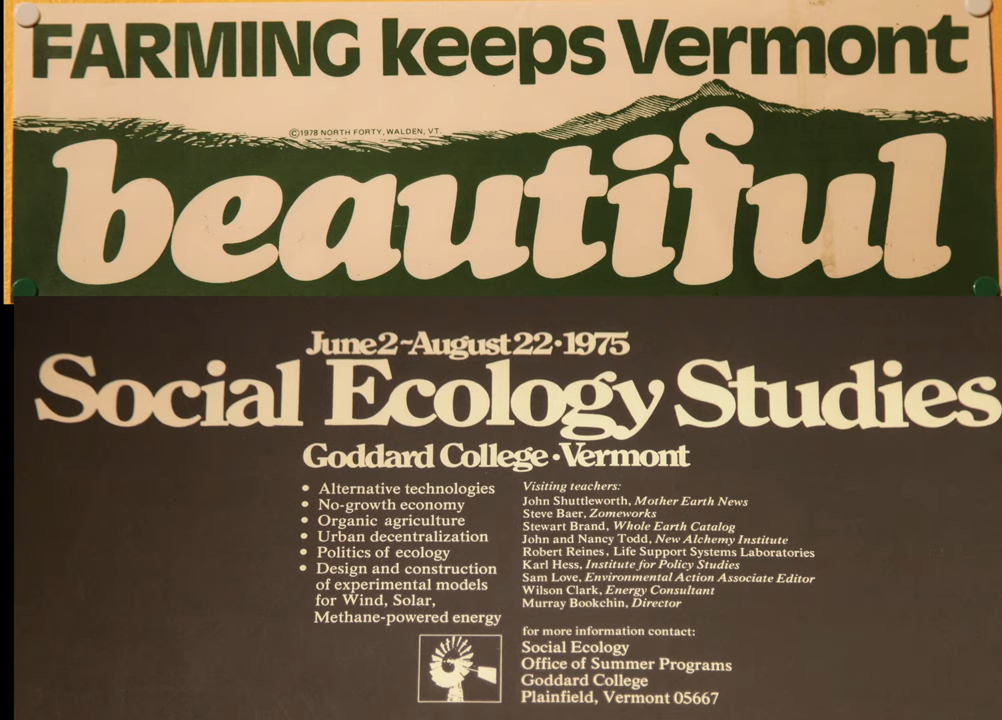 FARMING keeps Vermont
©1978 NORTH FORTY, WALDEN, VT.
beautiful
June 2~August 22•1975
Social Ecology Studies
Goddard College•Vermont
• Alternative technologies
• No-growth economy
• Organic agriculture
• Urban decentralization
• Politics of ecology
• Design and construction
of experimental models
for Wind, Solar,
Methane-powered energy
Visiting teachers:
John Shuttleworth, Mother Earth News
Steve Baer, Zomeworks
Stewart Brand, Whole Earth Catalog
John and Nancy Todd, New Alchemy Institute
Robert Reines, Life Support Systems Laboratories
Karl Hess, Institute for Policy Studies
Sam Love, Environmental Action Associate Editor
Wilson Clark, Energy Consultant
Murray Bookchin, Director
for more information contact:
Social Ecology
Office of Summer Programs
Goddard College
Plainfield, Vermont 05667